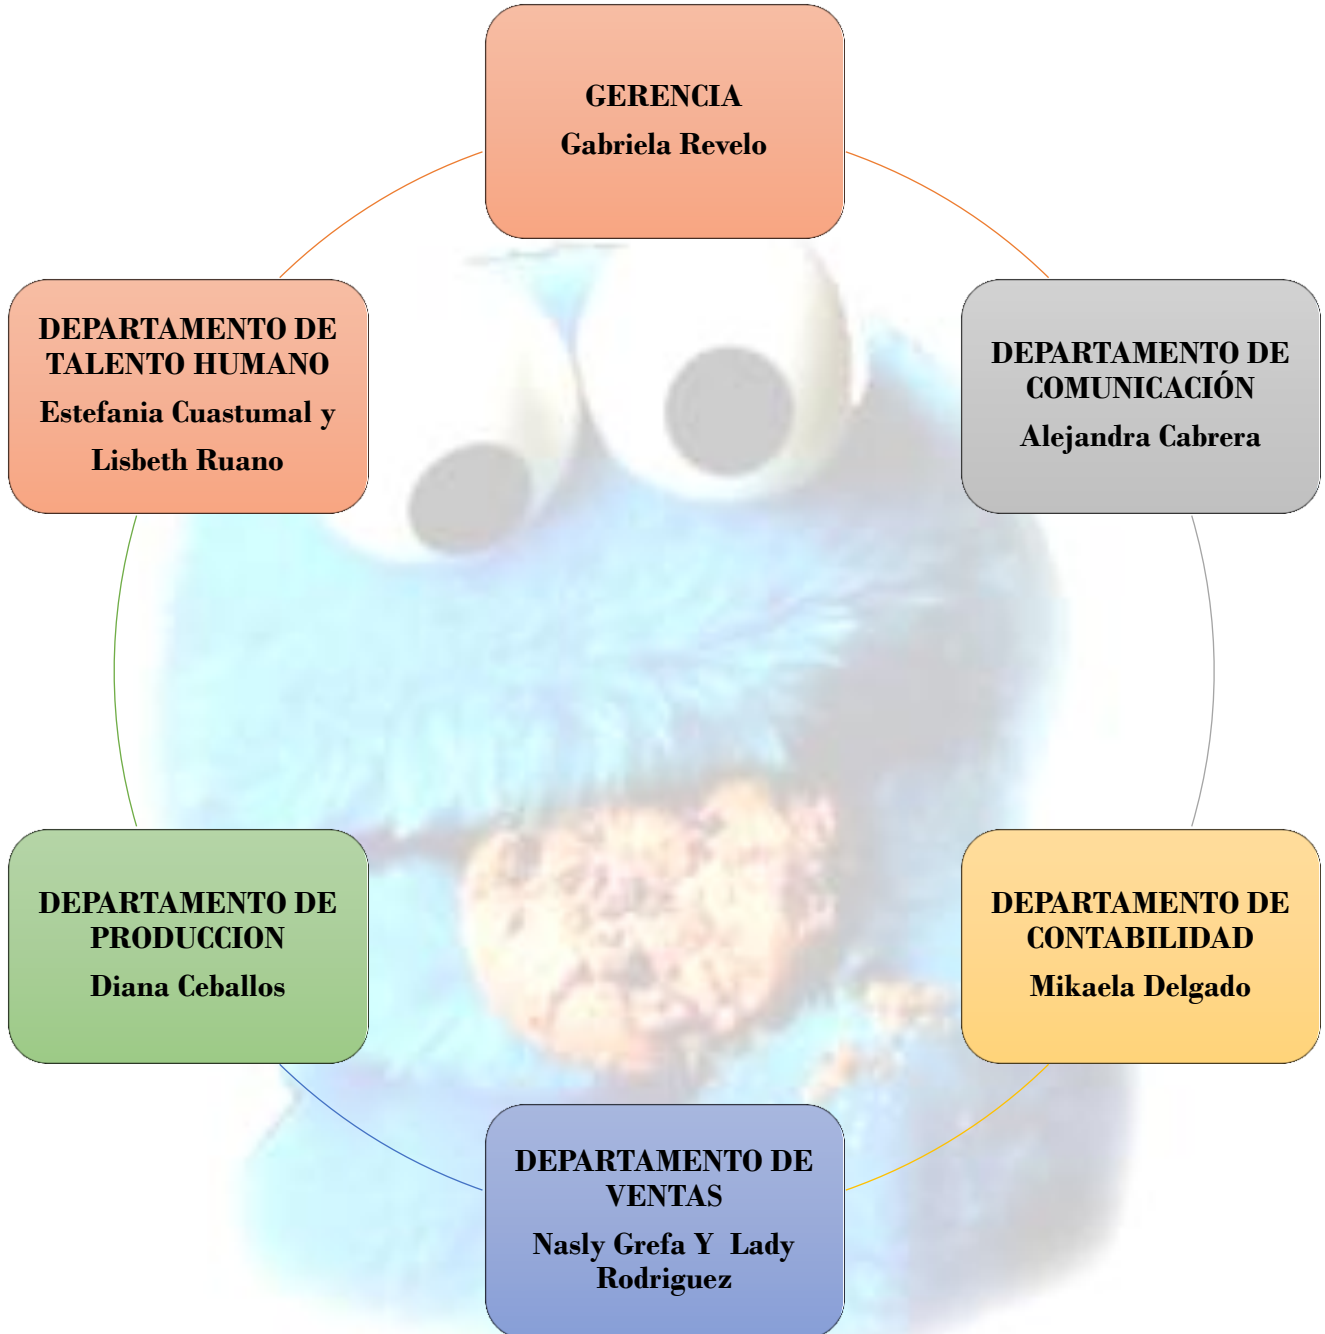 GERENCIA
Gabriela Revelo
DEPARTAMENTO DE
TALENTO HUMANO
Estefania Cuastumal y
Lisbeth Ruano
DEPARTAMENTO DE
COMUNICACIÓN
Alejandra Cabrera
DEPARTAMENTO DE
PRODUCCION
Diana Ceballos
DEPARTAMENTO DE
CONTABILIDAD
Mikaela Delgado
DEPARTAMENTO DE
VENTAS
Nasly Grefa Y  Lady
Rodriguez